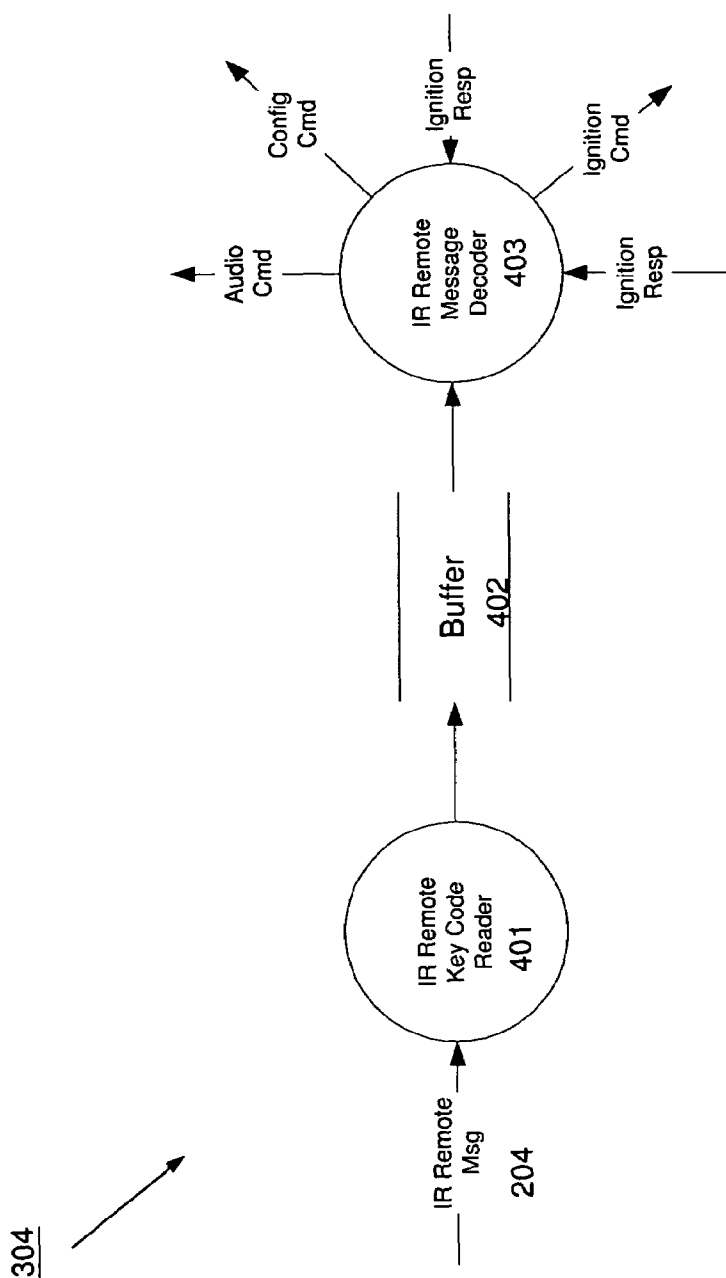 304
IR Remote
Msg
204
IR Remote
Key Code
Reader
401
Buffer
402
IR Remote
Message
Decoder
403
Audio
Cmd
Config
Cmd
Ignition
Resp
Ignition
Cmd
Ignition
Resp